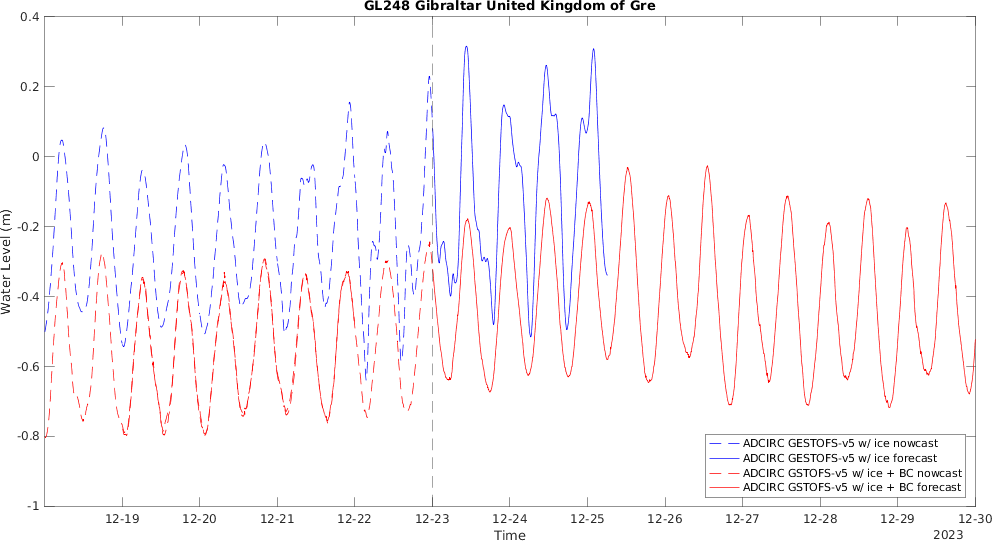 GL248 Gibraltar United Kingdom of Gre
0.4
0.2
0
-0.2
-0.4
-0.6
-0.8
-1
Water Level (m)
12-19 12-20 12-21 12-22 12-23 12-24 12-25 12-26 12-27 12-28 12-29 12-30
Time
2023
ADCIRC GESTOFS-v5 w/ ice nowcast
ADCIRC GESTOFS-v5 w/ ice forecast
ADCIRC GSTOFS-v5 w/ ice + BC nowcast
ADCIRC GSTOFS-v5 w/ ice + BC forecast